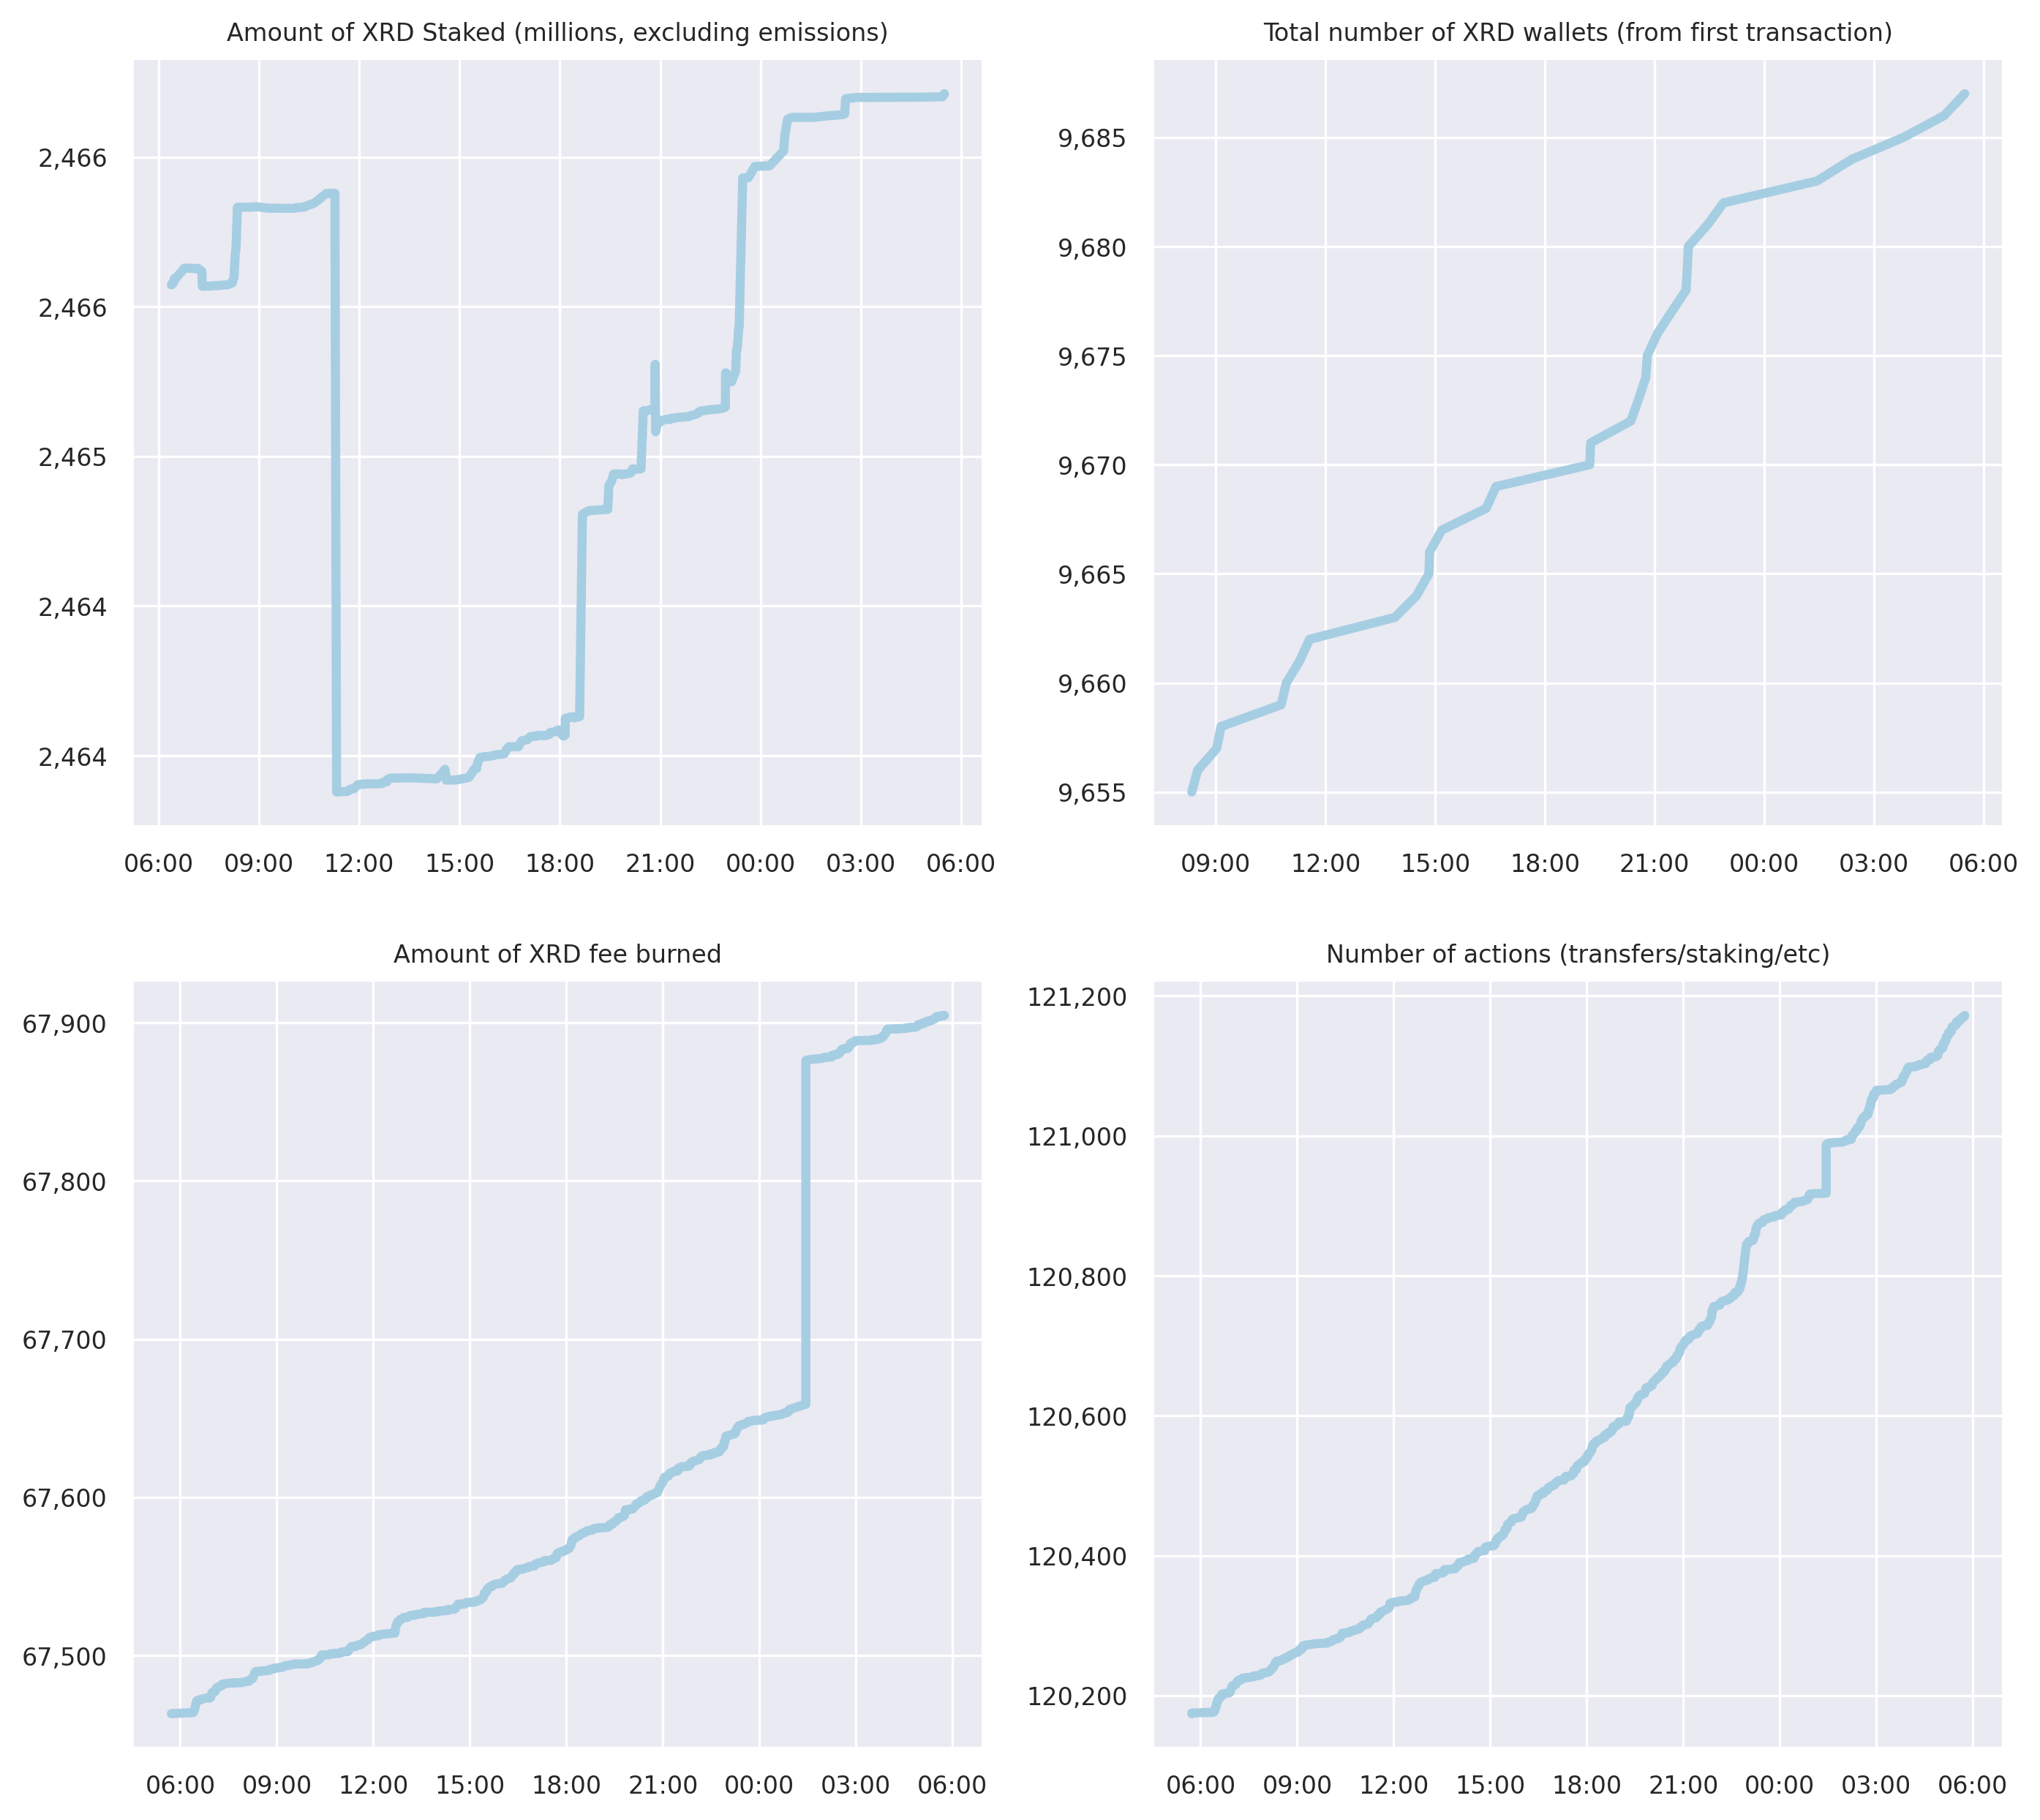 Amount of XRD Staked (millions, excluding emissions)
2,466
2,466
2,465
2,464
2,464
06:00 09:00 12:00 15:00 18:00 21:00 00:00 03:00 06:00
Total number of XRD wallets (from first transaction)
9,685
9,680
9,675
9,670
9,665
9,660
9,655
09:00 12:00 15:00 18:00 21:00 00:00 03:00 06:00
Amount of XRD fee burned
67,900
67,800
67,700
67,600
67,500
06:00 09:00 12:00 15:00 18:00 21:00 00:00 03:00 06:00
Number of actions (transfers/staking/etc)
121,200
121,000
120,800
120,600
120,400
120,200
06:00 09:00 12:00 15:00 18:00 21:00 00:00 03:00 06:00